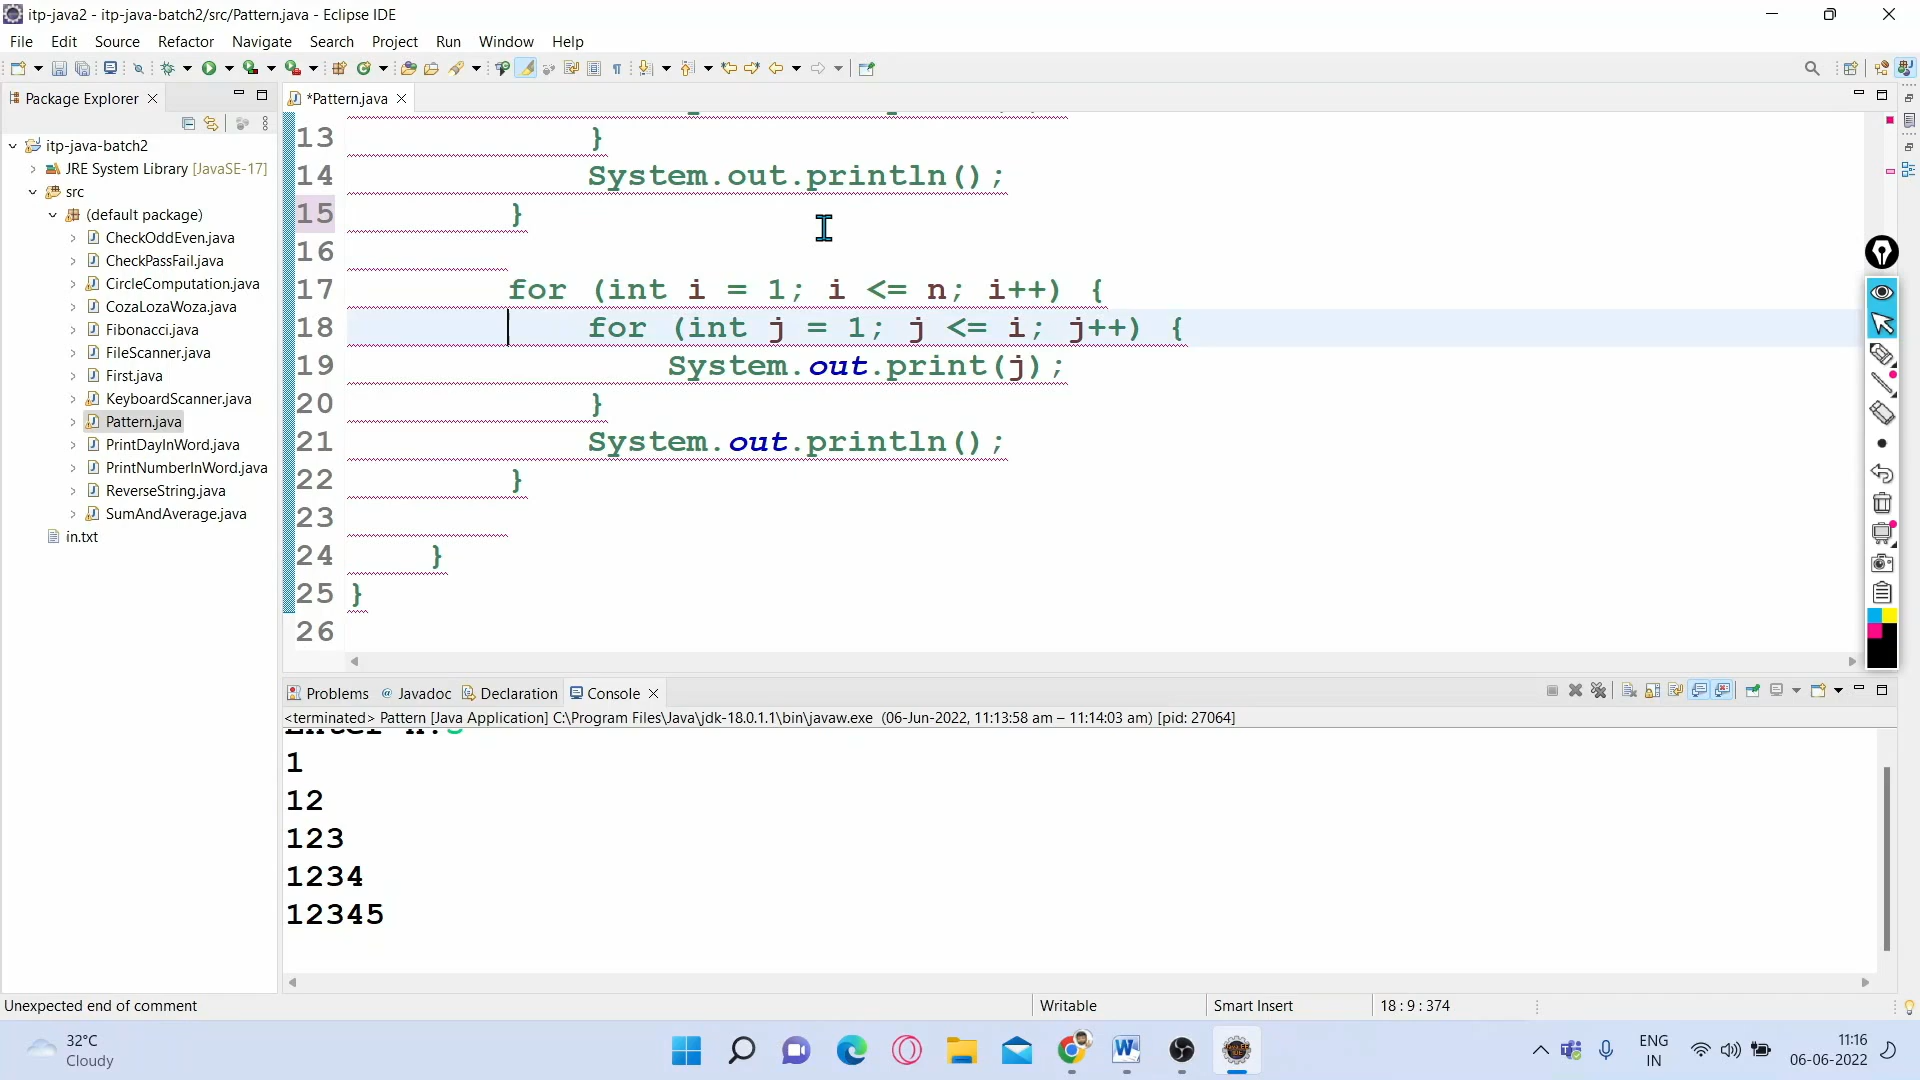 itp-java2 - itp-java-batch2/src/Pattern.java - Eclipse IDE
File Edit Source Refactor Navigate Search Project Run Window Help
Package Explorer
*Pattern.java
itp-java-batch2
JRE System Library [JavaSE-17]
src
(default package)
CheckOddEven.java
CheckPassFail.java
CircleComputation.java
CozaLozaWoza.java
Fibonacci.java
FileScanner.java
First.java
KeyboardScanner.java
Pattern.java
PrintDayInWord.java
PrintNumberInWord.java
ReverseString.java
SumAndAverage.java
in.txt
13 }
14 System.out.println();
15 }
16
17 for (int i = 1; i <= n; i++) {
18 for (int j = 1; j <= i; j++) {
19 System.out.print(j);
20 }
21 System.out.println();
22 }
23
24 }
25 }
26
Problems @ Javadoc Declaration Console
<terminated> Pattern [Java Application] C:\Program Files\Java\jdk-18.0.1.1\bin\javaw.exe (06-Jun-2022, 11:13:58 am – 11:14:03 am) [pid: 27064]
1
12
123
1234
12345
Unexpected end of comment
Writable
Smart Insert
18 : 9 : 374
32°C
Cloudy
ENG
IN
11:16
06-06-2022